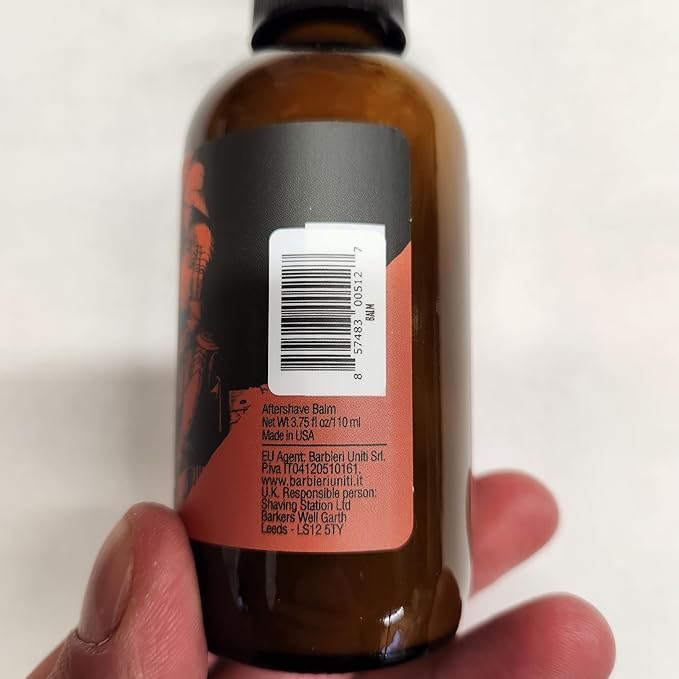 8 57483 00512 7
BALM
Aftershave Balm
Net Wt 3.75 fl oz/110 ml
Made in USA
EU Agent: Barbieri Uniti Srl.
P.iva IT04120510161.
www.barbieriuniti.it
U.K. Responsible person:
Shaving Station Ltd
Barkers Well Garth
Leeds - LS12 5TY